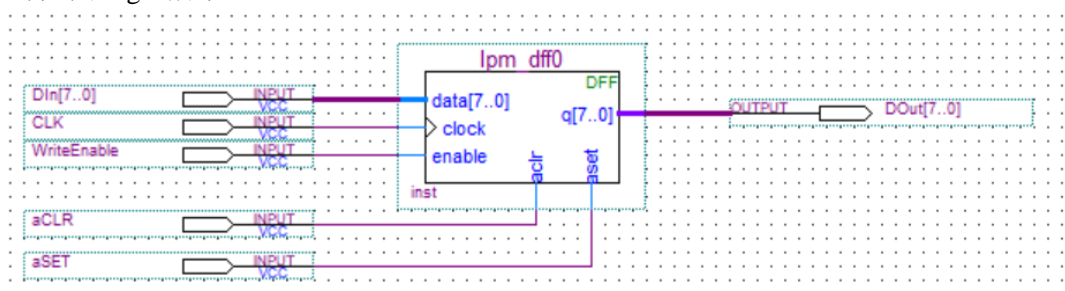 lpm_dff0
DFF
DIn[7..0] INPUT VCC
data[7..0]
q[7..0]
OUTPUT DOut[7..0]
CLK INPUT VCC
clock
WriteEnable INPUT VCC
enable
aclr
aset
inst
aCLR INPUT VCC
aSET INPUT VCC